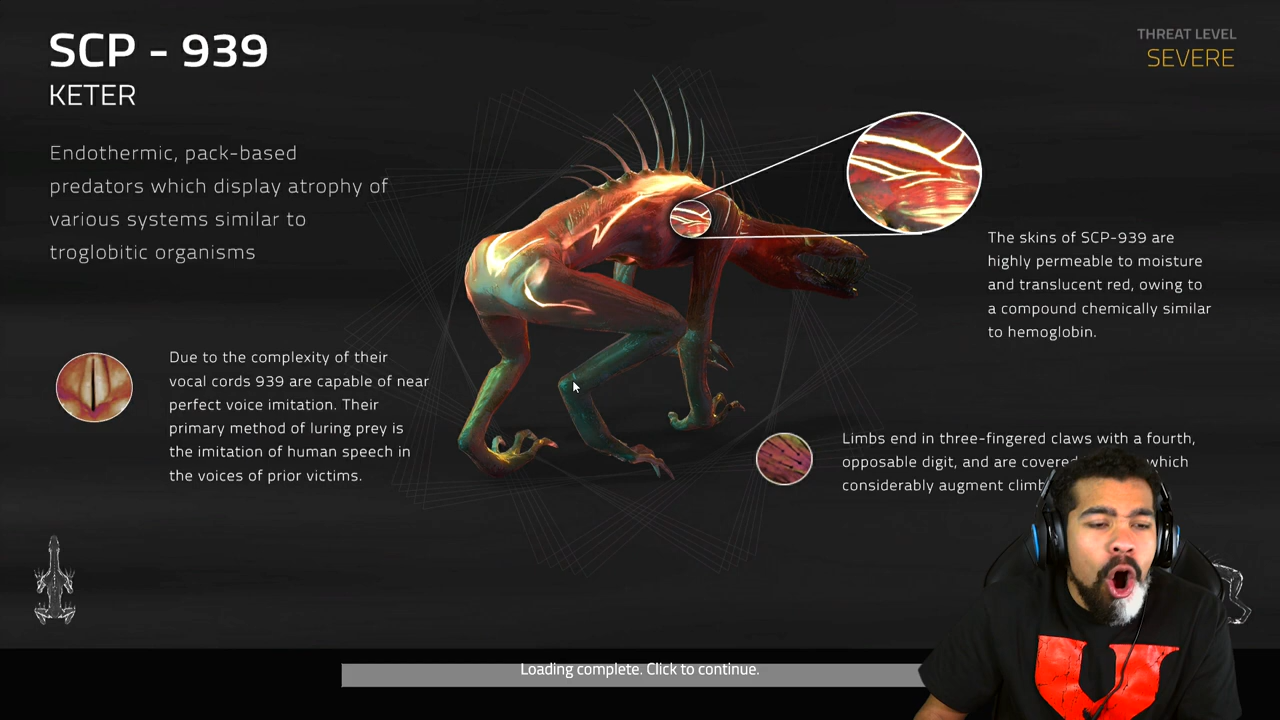 SCP - 939
KETER
THREAT LEVEL
SEVERE
Endothermic, pack-based
predators which display atrophy of
various systems similar to
troglobitic organisms
The skins of SCP-939 are
highly permeable to moisture
and translucent red, owing to
a compound chemically similar
to hemoglobin.
Due to the complexity of their
vocal cords 939 are capable of near
perfect voice imitation. Their
primary method of luring prey is
the imitation of human speech in
the voices of prior victims.
Limbs end in three-fingered claws with a fourth,
opposable digit, and are covered which
considerably augment
Loading complete. Click to continue.